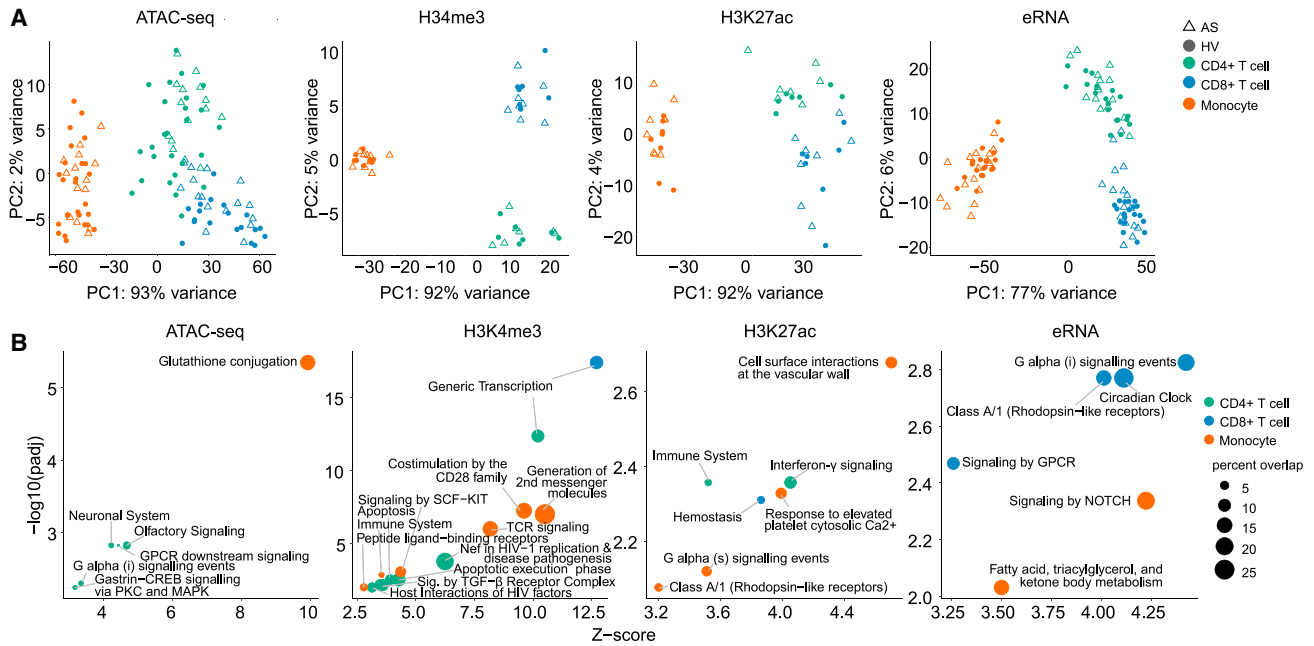 A
ATAC-seq
H34me3
H3K27ac
eRNA
PC2: 2% variance
10
5
0
−5
−60
−30
0
30
60
PC1: 93% variance
PC2: 5% variance
10
5
0
−5
−30
−20
−10
0
10
20
PC1: 92% variance
PC2: 4% variance
20
10
0
−10
−20
−30
0
30
PC1: 92% variance
PC2: 6% variance
20
10
0
−10
−20
−50
0
50
PC1: 77% variance
AS
HV
CD4+ T cell
CD8+ T cell
Monocyte
B
ATAC-seq
H3K4me3
H3K27ac
eRNA
−log10(padj)
5
4
3
Glutathione conjugation
Neuronal System
Olfactory Signaling
GPCR downstream signaling
G alpha (i) signalling events
Gastrin−CREB signalling
via PKC and MAPK
4
6
8
10
15
10
5
Generic Transcription
Costimulation by the
CD28 family
Generation of
2nd messenger
molecules
Signaling by SCF−KIT
Apoptosis
Immune System
TCR signaling
Peptide ligand−binding receptors
Nef in HIV−1 replication &
disease pathogenesis
Apoptotic execution phase
Sig. by TGF−β Receptor Complex
Host Interactions of HIV factors
2.5
5.0
7.5
10.0
12.5
2.6
2.4
2.2
2.0
Cell surface interactions
at the vascular wall
Immune System
Interferon-γ signaling
Hemostasis
Response to elevated
platelet cytosolic Ca2+
G alpha (s) signalling events
Class A/1 (Rhodopsin−like receptors)
3.2
3.6
4.0
4.4
2.8
2.6
2.4
2.2
2.0
G alpha (i) signalling events
Circadian Clock
Class A/1 (Rhodopsin−like receptors)
Signaling by GPCR
Signaling by NOTCH
Fatty acid, triacylglycerol, and
ketone body metabolism
3.25
3.50
3.75
4.00
4.25
Z−score
CD4+ T cell
CD8+ T cell
Monocyte
percent overlap
5
10
15
20
25